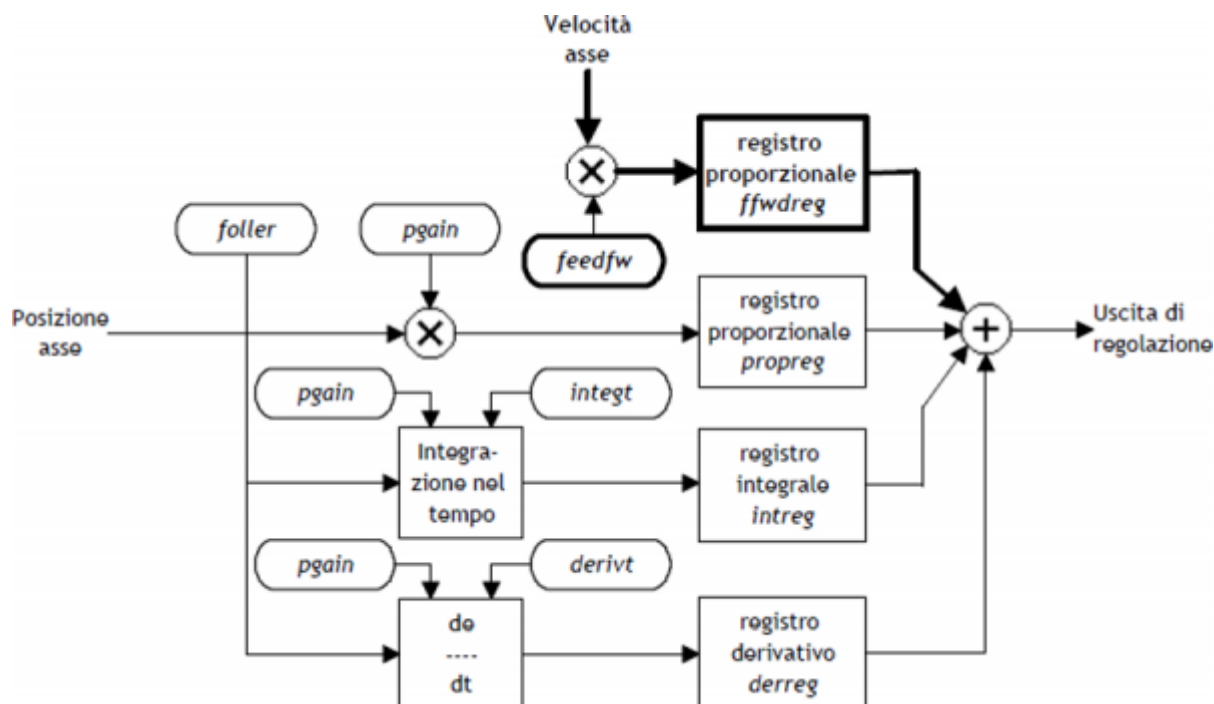 Velocità
asse
registro
proporzionale
ffwdreg
foller
pgain
feedfw
Posizione
asse
registro
proporzionale
propreg
Uscita di
regolazione
pgain
integt
Integra-
zione nel
tempo
registro
integrale
intreg
pgain
derivt
de
----
dt
registro
derivativo
derreg